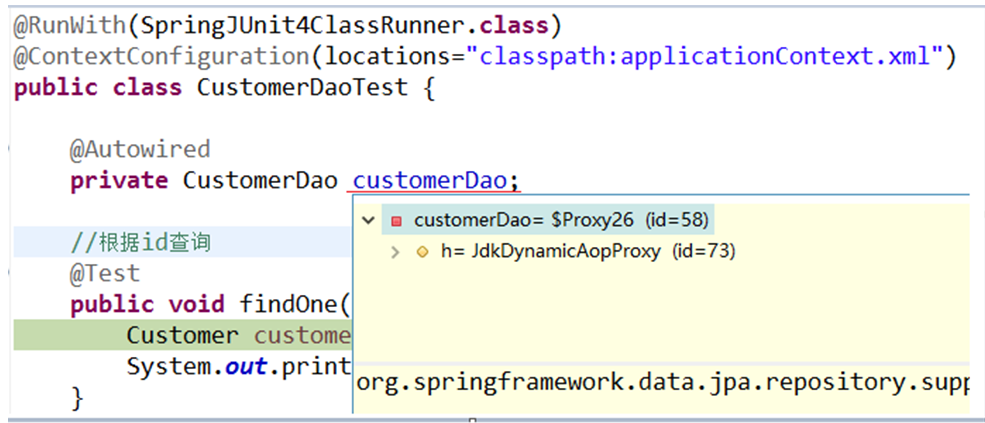 @RunWith(SpringJUnit4ClassRunner.class)
@ContextConfiguration(locations="classpath:applicationContext.xml")
public class CustomerDaoTest {
@Autowired
private CustomerDao customerDao;
customerDao= $Proxy26 (id=58)
//根据id查询
h= JdkDynamicAopProxy (id=73)
@Test
public void findOne(
Customer custome
System.out.print
org.springframework.data.jpa.repository.supp
}